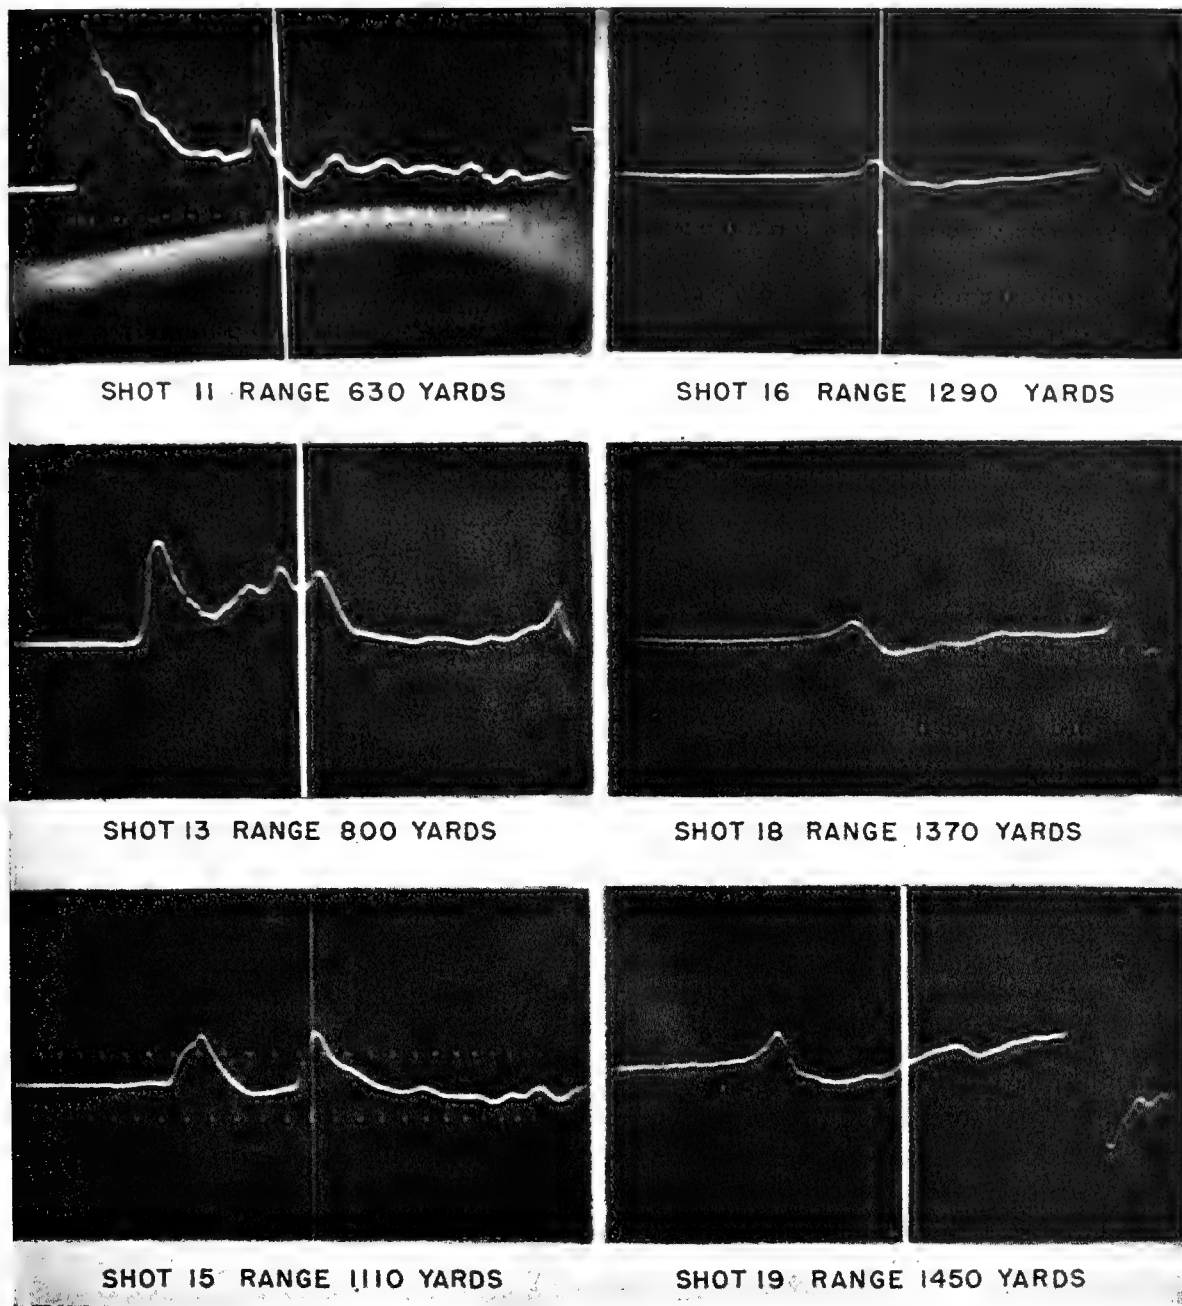 SHOT 11 RANGE 630 YARDS
SHOT 16 RANGE 1290 YARDS
SHOT 13 RANGE 800 YARDS
SHOT 18 RANGE 1370 YARDS
SHOT 15 RANGE 1110 YARDS
SHOT 19 RANGE 1450 YARDS